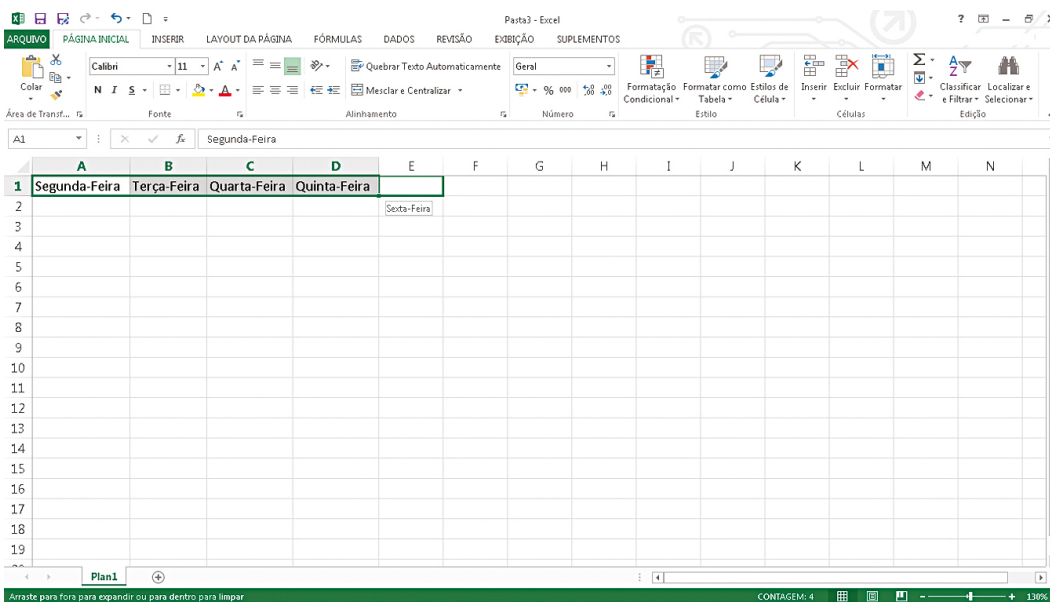 Pasta3 - Excel
ARQUIVO PÁGINA INICIAL INSERIR LAYOUT DA PÁGINA FÓRMULAS DADOS REVISÃO EXIBIÇÃO SUPLEMENTOS
Colar
Calibri 11
N I S
Quebrar Texto Automaticamente
Mesclar e Centralizar
Geral
% 000
Formatação Condicional
Formatar como Tabela
Estilos de Célula
Inserir Excluir Formatar
Classificar e Filtrar
Localizar e Selecionar
Área de Transf... Fonte Alinhamento Número Estilo Células Edição
A1 fx Segunda-Feira
A B C D E F G H I J K L M N
1 Segunda-Feira Terça-Feira Quarta-Feira Quinta-Feira
2 Sexta-Feira
3
4
5
6
7
8
9
10
11
12
13
14
15
16
17
18
19
Plan1
Arraste para fora para expandir ou para dentro para limpar CONTAGEM: 4 130%